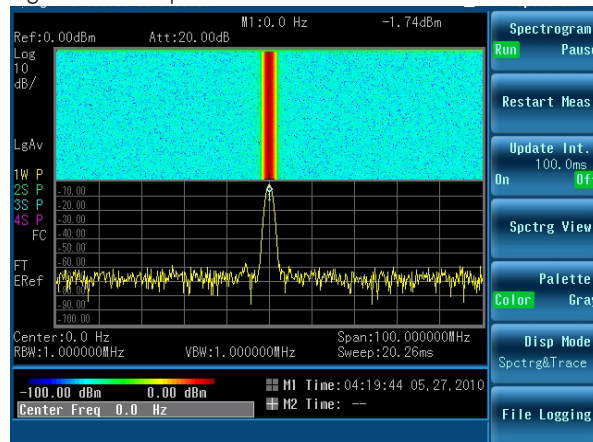 M1:0.0 Hz -1.74dBm
Ref:0.00dBm Att:20.00dB
Log
10
dB/
LgAv
1W P
2S P
3S P
4S P
FC
FT
ERef
-10.00
-20.00
-30.00
-40.00
-50.00
-60.00
-90.00
-100.00
Center:0.0 Hz Span:100.000000MHz
RBW:1.000000MHz VBW:1.000000MHz Sweep:20.26ms
-100.00 dBm 0.00 dBm
Center Freq 0.0 Hz
M1 Time:04:19:44 05,27,2010
M2 Time: --
Spectrogram
Run Pause
Restart Meas
Update Int.
100.0ms
On Off
Spctrg View
Palette
Color Gray
Disp Mode
Spctrg&Trace
File Logging